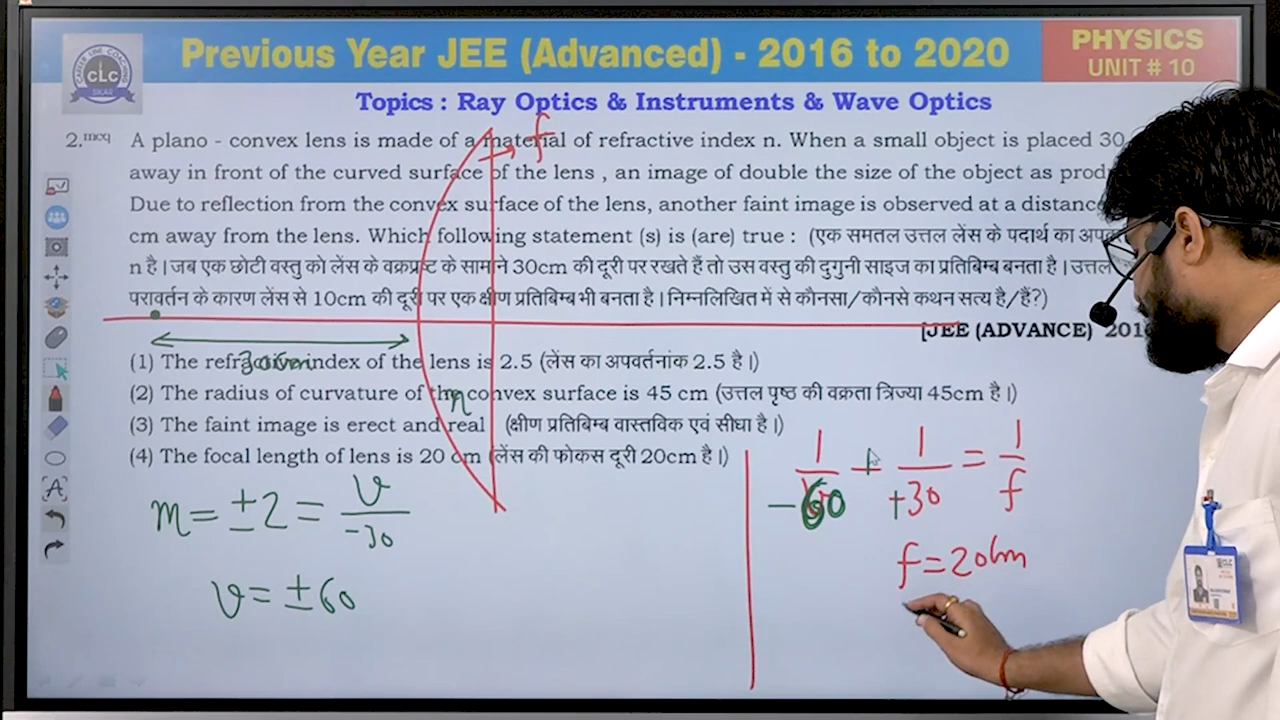 Previous Year JEE (Advanced) - 2016 to 2020
PHYSICS
UNIT # 10
CLC
SIKAR
Topics : Ray Optics & Instruments & Wave Optics
2.mcq A plano - convex lens is made of a material of refractive index n. When a small object is placed 30
away in front of the curved surface of the lens , an image of double the size of the object as prod
Due to reflection from the convex surface of the lens, another faint image is observed at a distance
cm away from the lens. Which following statement (s) is (are) true : (एक समतल उत्तल लेंस के पदार्थ का
n है। जब एक छोटी वस्तु को लेंस के वक्रप्रष्ट के सामने 30cm की दूरी पर रखते हैं तो उस वस्तु की दुगुनी साइज का प्रतिबिम्ब बनता है। उत्तल
परावर्तन के कारण लेंस से 10cm की दूरी पर एक क्षीण प्रतिबिम्ब भी बनता है। निम्नलिखित में से कौनसा/कौनसे कथन सत्य है/हैं?)
[JEE (ADVANCE) 201
(1) The refractive index of the lens is 2.5 (लेंस का अपवर्तनांक 2.5 है।)
(2) The radius of curvature of the convex surface is 45 cm (उत्तल पृष्ठ की वक्रता त्रिज्या 45cm है।)
(3) The faint image is erect and real (क्षीण प्रतिबिम्ब वास्तविक एवं सीधा है।)
(4) The focal length of lens is 20 cm (लेंस की फोकस दूरी 20cm है।)
f
30cm
n
m = ±2 = v/-30
v = ±60
1/-60 + 1/+30 = 1/f
f = 20cm
CLC